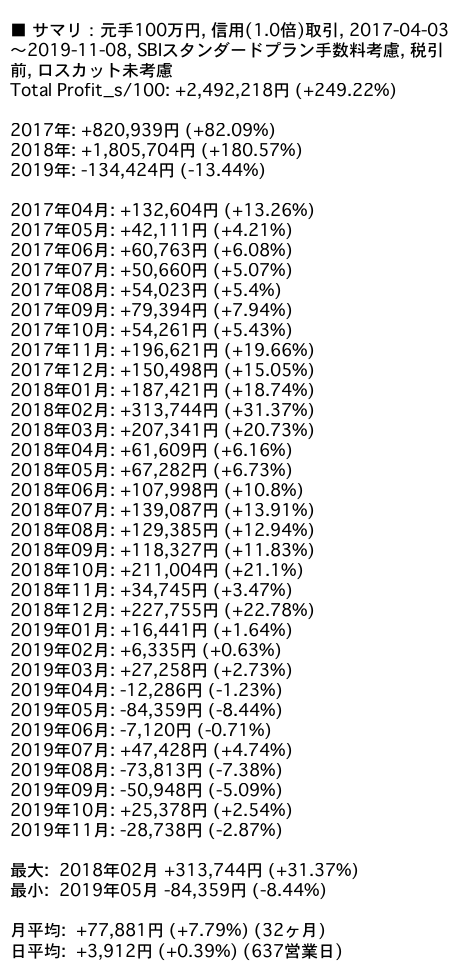 ■ サマリ：元手100万円, 信用(1.0倍)取引, 2017-04-03
～2019-11-08, SBIスタンダードプラン手数料考慮, 税引
前, ロスカット未考慮
Total Profit_s/100: +2,492,218円 (+249.22%)
2017年: +820,939円 (+82.09%)
2018年: +1,805,704円 (+180.57%)
2019年: -134,424円 (-13.44%)
2017年04月: +132,604円 (+13.26%)
2017年05月: +42,111円 (+4.21%)
2017年06月: +60,763円 (+6.08%)
2017年07月: +50,660円 (+5.07%)
2017年08月: +54,023円 (+5.4%)
2017年09月: +79,394円 (+7.94%)
2017年10月: +54,261円 (+5.43%)
2017年11月: +196,621円 (+19.66%)
2017年12月: +150,498円 (+15.05%)
2018年01月: +187,421円 (+18.74%)
2018年02月: +313,744円 (+31.37%)
2018年03月: +207,341円 (+20.73%)
2018年04月: +61,609円 (+6.16%)
2018年05月: +67,282円 (+6.73%)
2018年06月: +107,998円 (+10.8%)
2018年07月: +139,087円 (+13.91%)
2018年08月: +129,385円 (+12.94%)
2018年09月: +118,327円 (+11.83%)
2018年10月: +211,004円 (+21.1%)
2018年11月: +34,745円 (+3.47%)
2018年12月: +227,755円 (+22.78%)
2019年01月: +16,441円 (+1.64%)
2019年02月: +6,335円 (+0.63%)
2019年03月: +27,258円 (+2.73%)
2019年04月: -12,286円 (-1.23%)
2019年05月: -84,359円 (-8.44%)
2019年06月: -7,120円 (-0.71%)
2019年07月: +47,428円 (+4.74%)
2019年08月: -73,813円 (-7.38%)
2019年09月: -50,948円 (-5.09%)
2019年10月: +25,378円 (+2.54%)
2019年11月: -28,738円 (-2.87%)
最大: 2018年02月 +313,744円 (+31.37%)
最小: 2019年05月 -84,359円 (-8.44%)
月平均: +77,881円 (+7.79%) (32ヶ月)
日平均: +3,912円 (+0.39%) (637営業日)